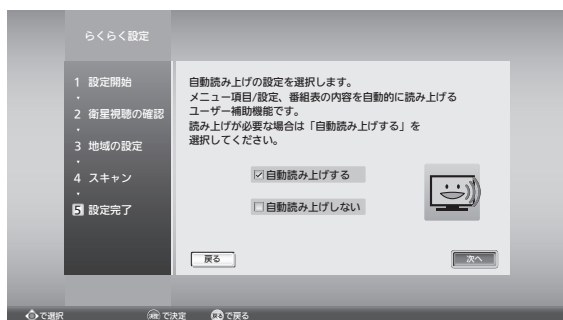 らくらく設定
1 設定開始
2 衛星視聴の確認
3 地域の設定
4 スキャン
5 設定完了
自動読み上げの設定を選択します。
メニュー項目/設定、番組表の内容を自動的に読み上げる
ユーザー補助機能です。
読み上げが必要な場合は「自動読み上げする」を
選択してください。
自動読み上げする
自動読み上げしない
戻る
次へ
で選択 で決定 で戻る